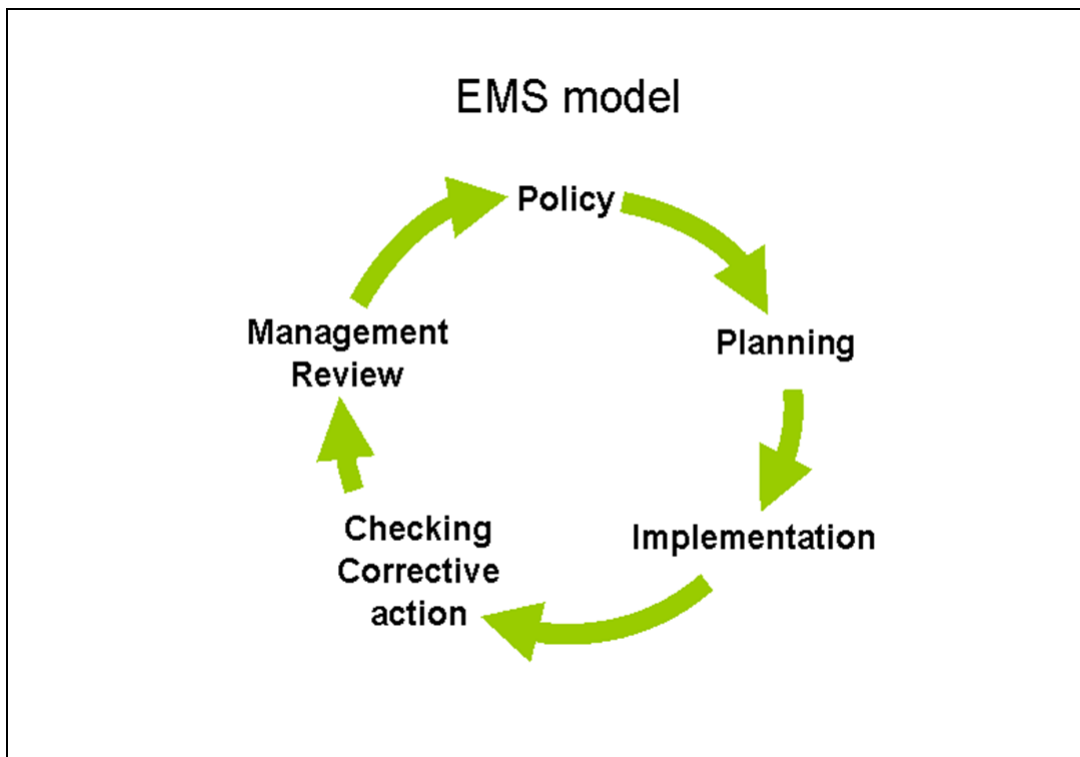 EMS model
Policy
Planning
Implementation
Checking
Corrective
action
Management
Review